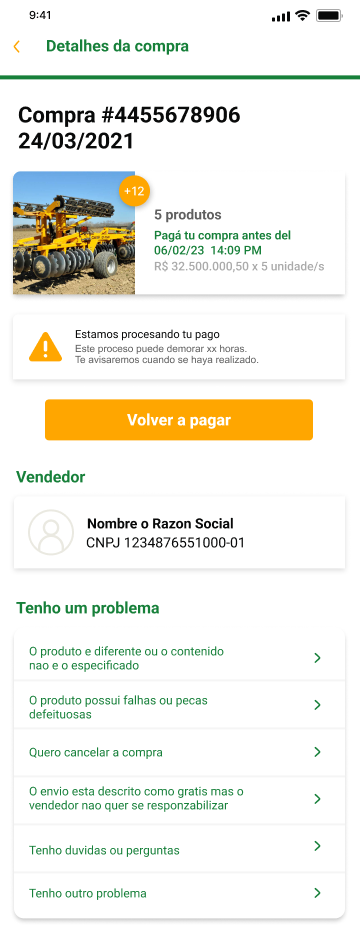 9:41
Detalhes da compra
Compra #4455678906
24/03/2021
+12
5 produtos
Pagá tu compra antes del
06/02/23 14:09 PM
R$ 32.500.000,50 x 5 unidade/s
Estamos procesando tu pago
Este proceso puede demorar xx horas.
Te avisaremos cuando se haya realizado.
Volver a pagar
Vendedor
Nombre o Razon Social
CNPJ 1234876551000-01
Tenho um problema
O produto e diferente ou o contenido
nao e o especificado
O produto possui falhas ou pecas
defeituosas
Quero cancelar a compra
O envio esta descrito como gratis mas o
vendedor nao quer se responzabilizar
Tenho duvidas ou perguntas
Tenho outro problema